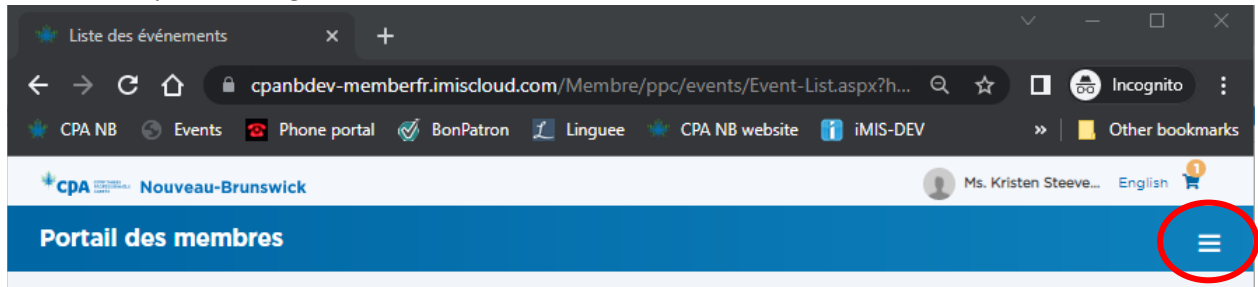 Liste des événements
cpanbdev-memberfr.imiscloud.com/Membre/ppc/events/Event-List.aspx?h... Incognito
CPA NB Events Phone portal BonPatron Linguee CPA NB website iMIS-DEV » Other bookmarks
CPA Nouveau-Brunswick Ms. Kristen Steeve... English 1
Portail des membres